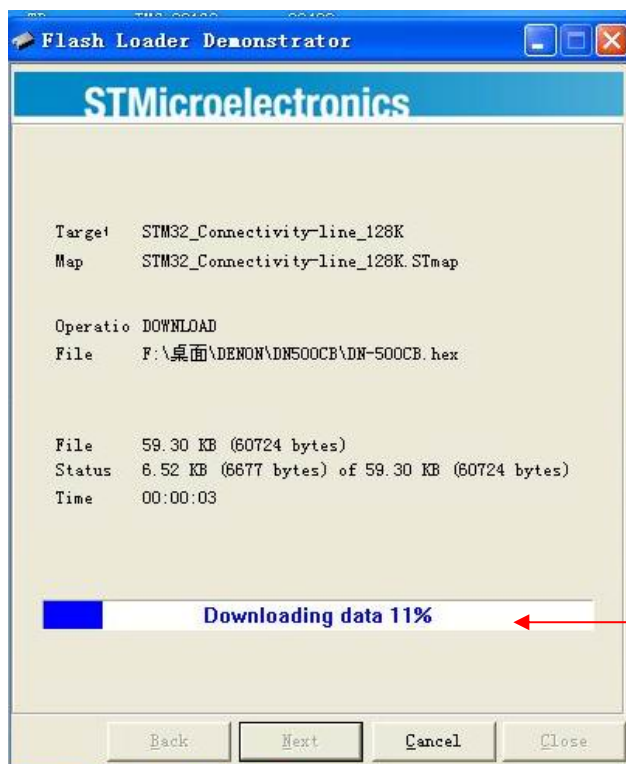 Flash Loader Demonstrator
STMicroelectronics
Target STM32_Connectivity-line_128K
Map STM32_Connectivity-line_128K.STmap
Operatio DOWNLOAD
File F:\桌面\DENON\DN500CB\DN-500CB.hex
File 59.30 KB (60724 bytes)
Status 6.52 KB (6677 bytes) of 59.30 KB (60724 bytes)
Time 00:00:03
Downloading data 11%
Back Next Cancel Close